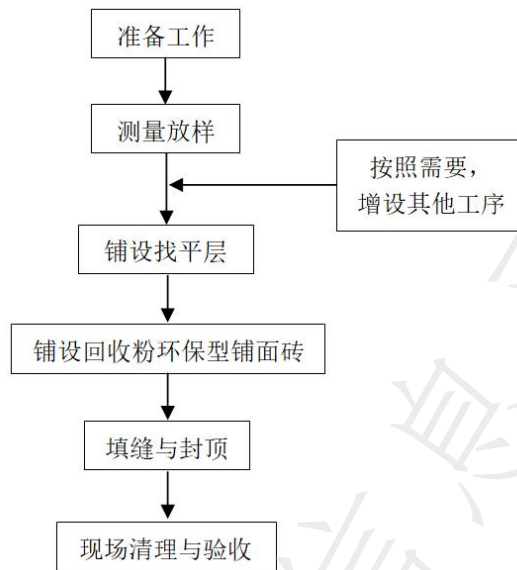 准备工作
测量放样
按照需要，
增设其他工序
铺设找平层
铺设回收粉环保型铺面砖
填缝与封顶
现场清理与验收